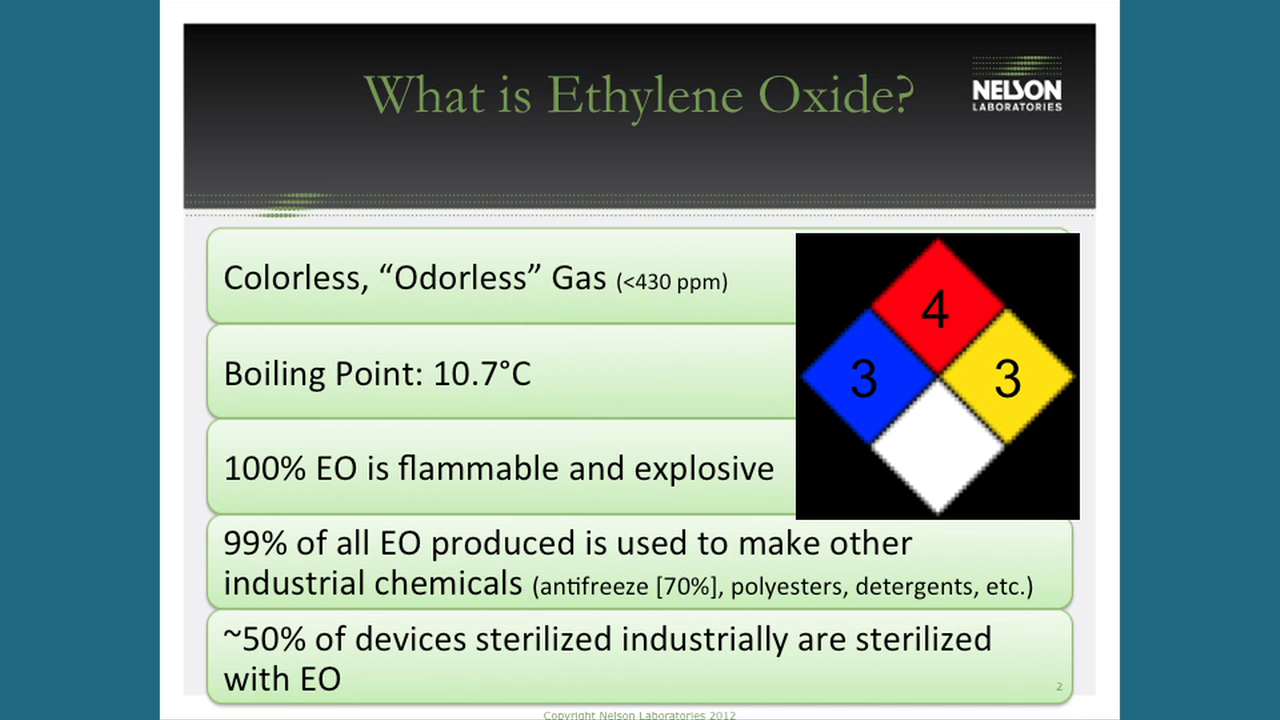 What is Ethylene Oxide?
NELSON
LABORATORIES
Colorless, “Odorless” Gas (<430 ppm)
Boiling Point: 10.7°C
100% EO is flammable and explosive
4
3
3
99% of all EO produced is used to make other
industrial chemicals (antifreeze [70%], polyesters, detergents, etc.)
~50% of devices sterilized industrially are sterilized
with EO
2
Copyright Nelson Laboratories 2012